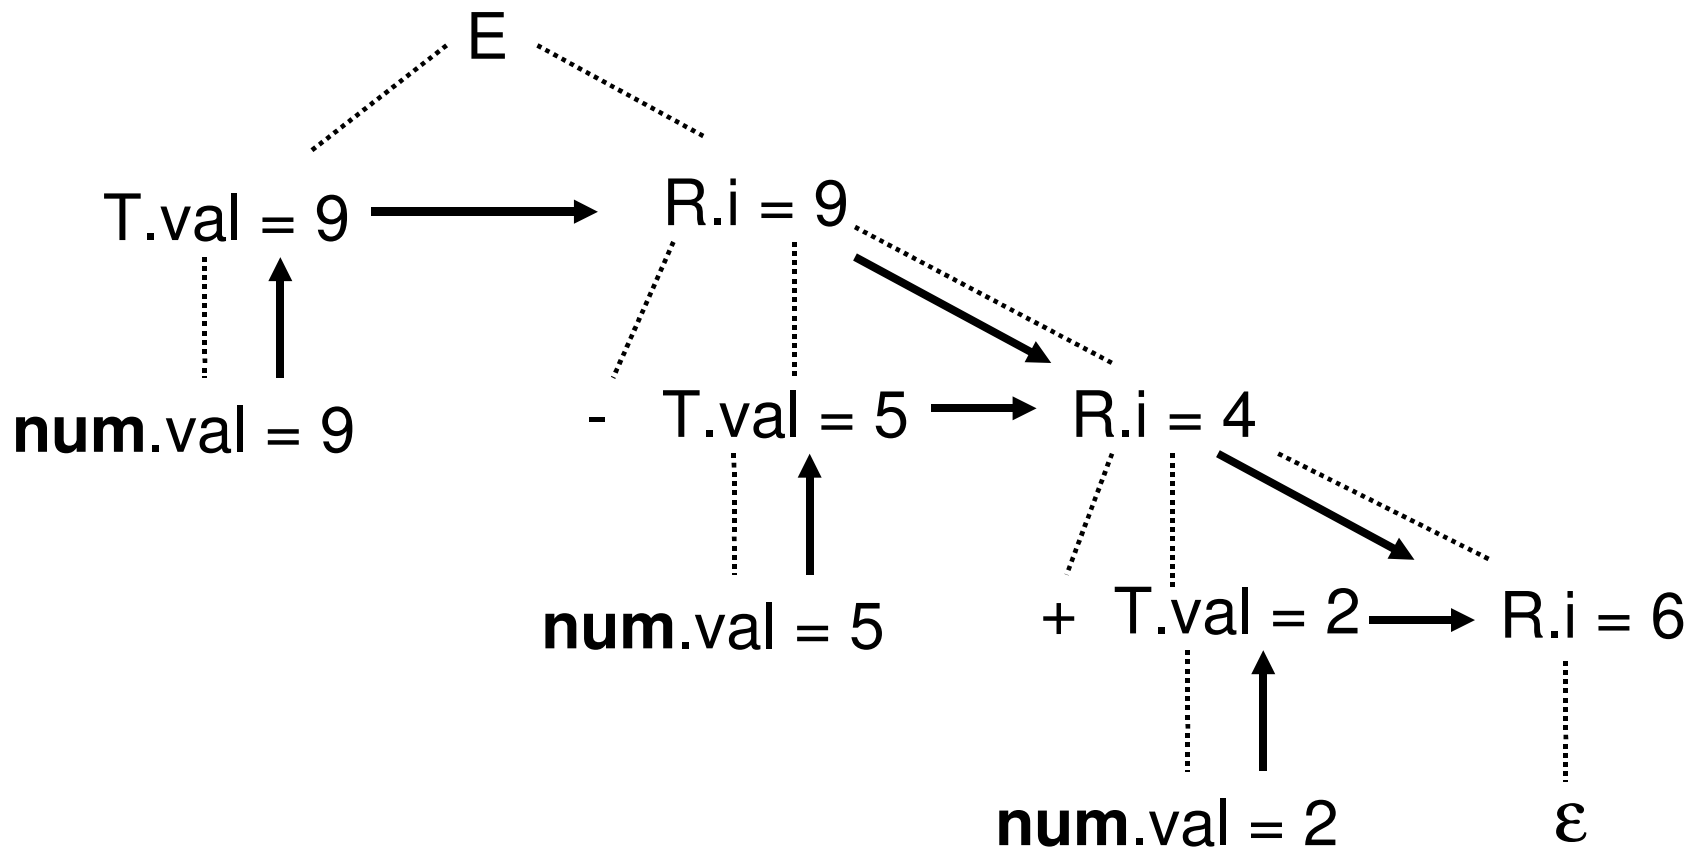 E
T.val = 9 R.i = 9
num.val = 9 - T.val = 5 R.i = 4
num.val = 5 + T.val = 2 R.i = 6
num.val = 2 ε